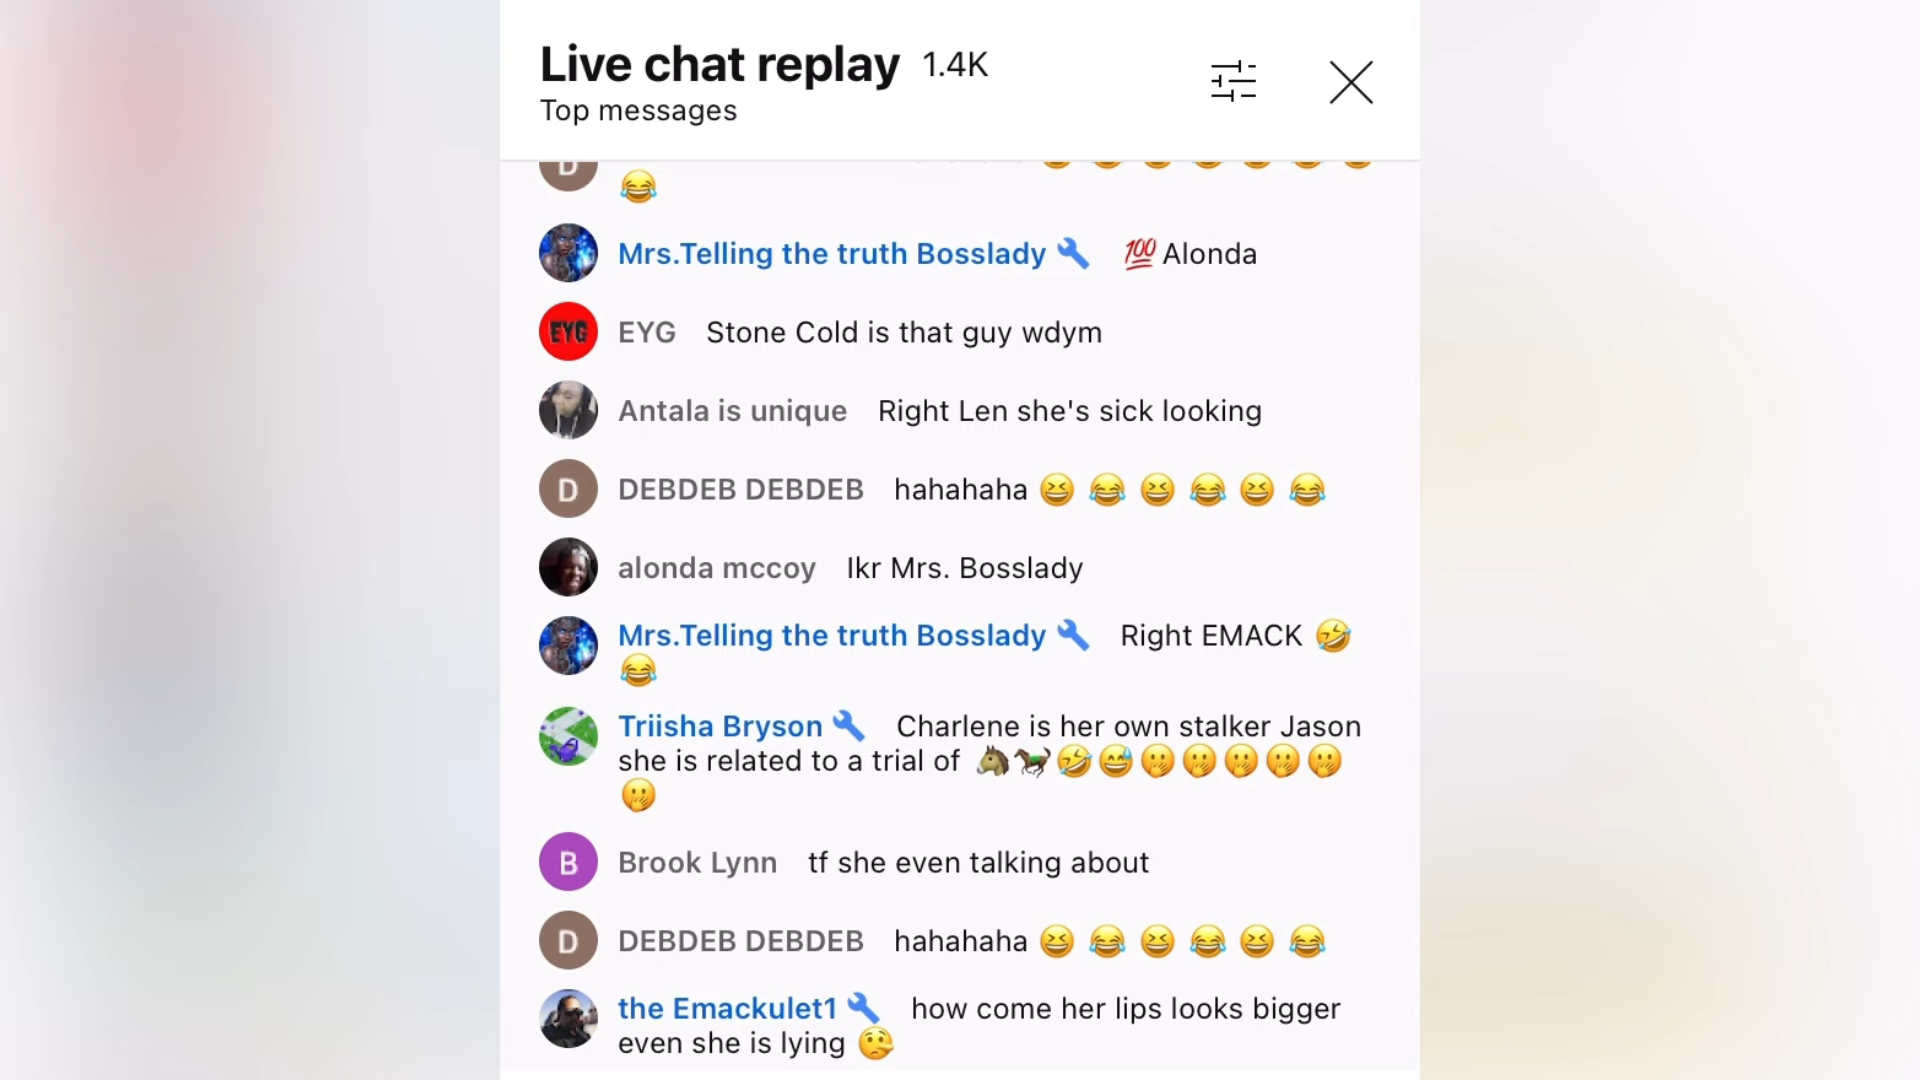 Live chat replay 1.4K
Top messages
D
😂
Mrs.Telling the truth Bosslady 🔧 💯 Alonda
EYG EYG Stone Cold is that guy wdym
Antala is unique Right Len she's sick looking
D DEBDEB DEBDEB hahahaha 😆 😂 😆 😂 😆 😂
alonda mccoy Ikr Mrs. Bosslady
Mrs.Telling the truth Bosslady 🔧 Right EMACK 🤣
😂
Triisha Bryson 🔧 Charlene is her own stalker Jason
she is related to a trial of 🐴🐎🤣😅🤭🤭🤭🤭🤭
🤭
B Brook Lynn tf she even talking about
D DEBDEB DEBDEB hahahaha 😆 😂 😆 😂 😆 😂
the Emackulet1 🔧 how come her lips looks bigger
even she is lying 🤥